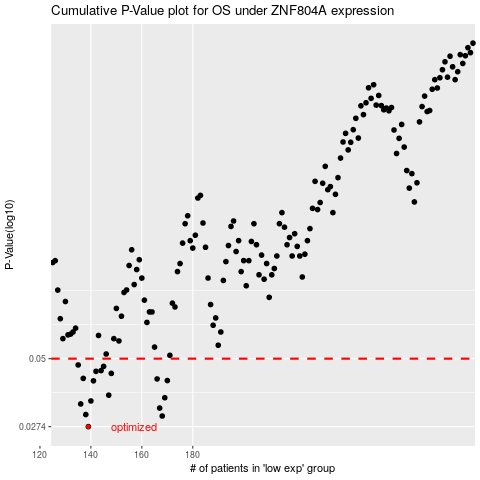 Cumulative P-Value plot for OS under ZNF804A expression
P-Value(log10)
0.05
0.0274
optimized
120 140 160 180
# of patients in 'low exp' group